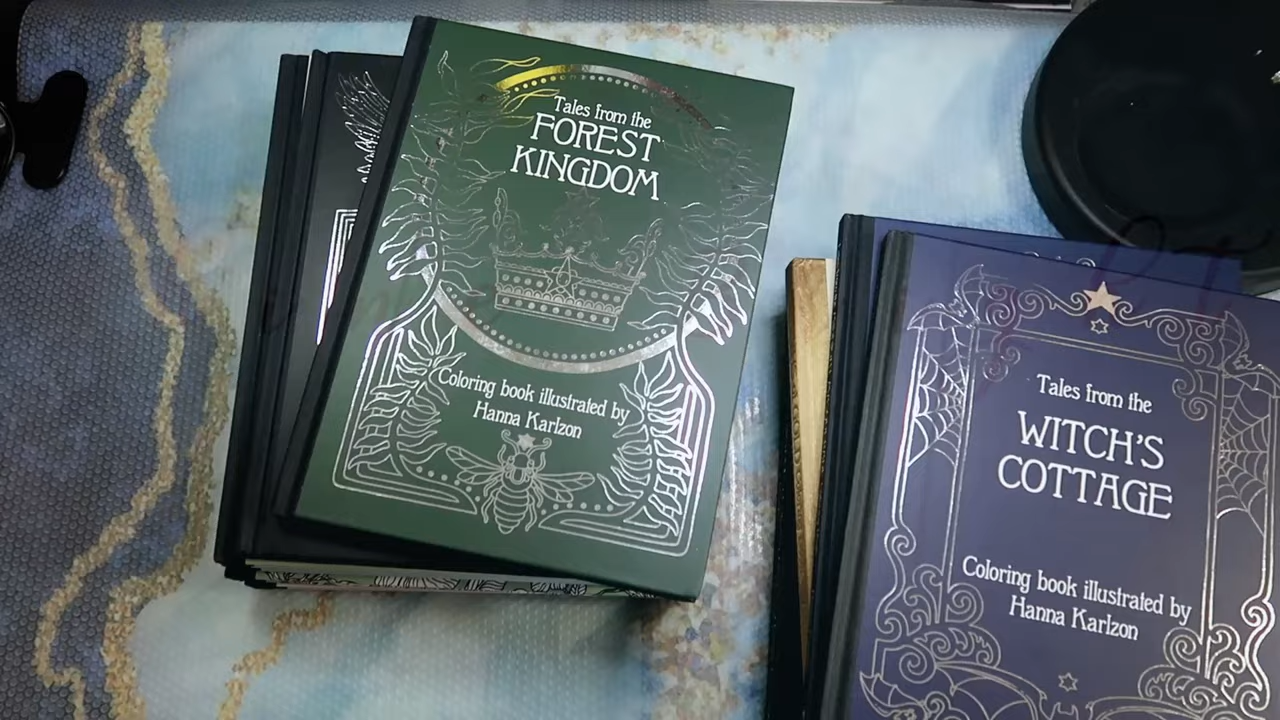 Tales from the
FOREST
KINGDOM
Coloring book illustrated by
Hanna Karlzon
Tales from the
WITCH'S
COTTAGE
Coloring book illustrated by
Hanna Karlzon